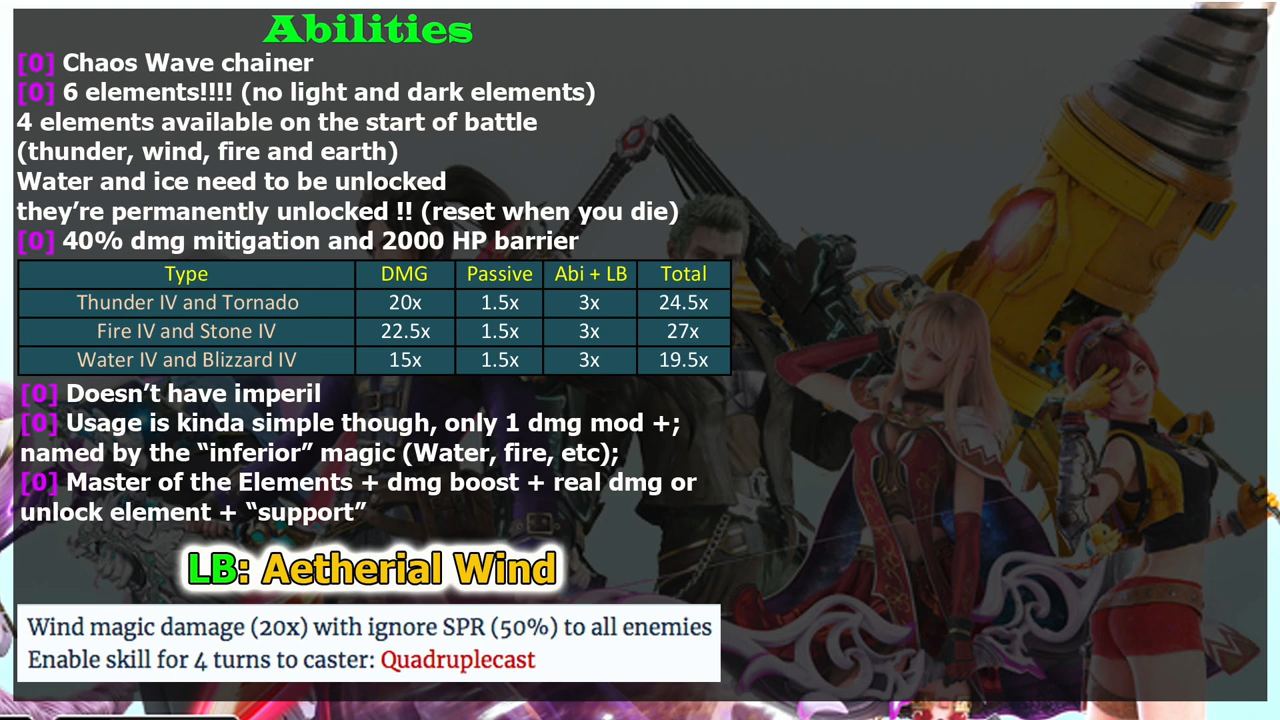 Abilities
[0] Chaos Wave chainer
[0] 6 elements!!!! (no light and dark elements)
4 elements available on the start of battle
(thunder, wind, fire and earth)
Water and ice need to be unlocked
they're permanently unlocked !! (reset when you die)
[0] 40% dmg mitigation and 2000 HP barrier
Type DMG Passive Abi + LB Total
Thunder IV and Tornado 20x 1.5x 3x 24.5x
Fire IV and Stone IV 22.5x 1.5x 3x 27x
Water IV and Blizzard IV 15x 1.5x 3x 19.5x
[0] Doesn't have imperil
[0] Usage is kinda simple though, only 1 dmg mod +;
named by the “inferior” magic (Water, fire, etc);
[0] Master of the Elements + dmg boost + real dmg or
unlock element + “support”
LB: Aetherial Wind
Wind magic damage (20x) with ignore SPR (50%) to all enemies
Enable skill for 4 turns to caster: Quadruplecast